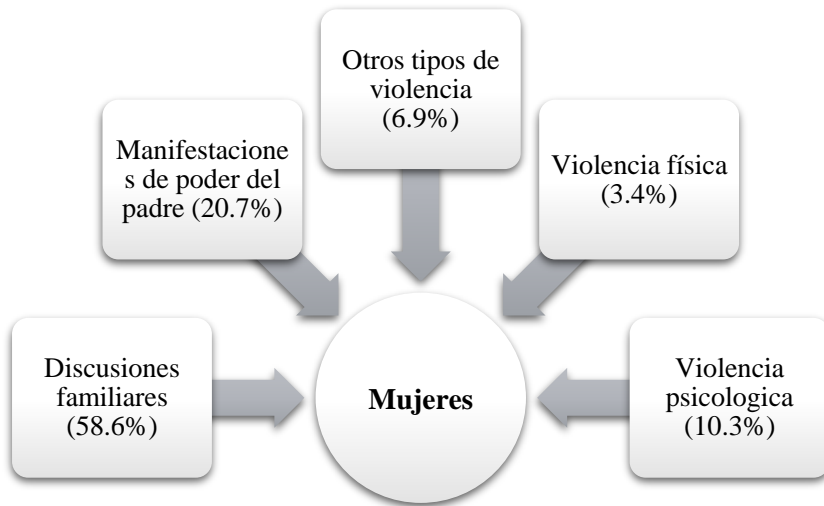 Discusiones
familiares
(58.6%)
Manifestacione
s de poder del
padre (20.7%)
Otros tipos de
violencia
(6.9%)
Violencia física
(3.4%)
Violencia
psicologica
(10.3%)
Mujeres